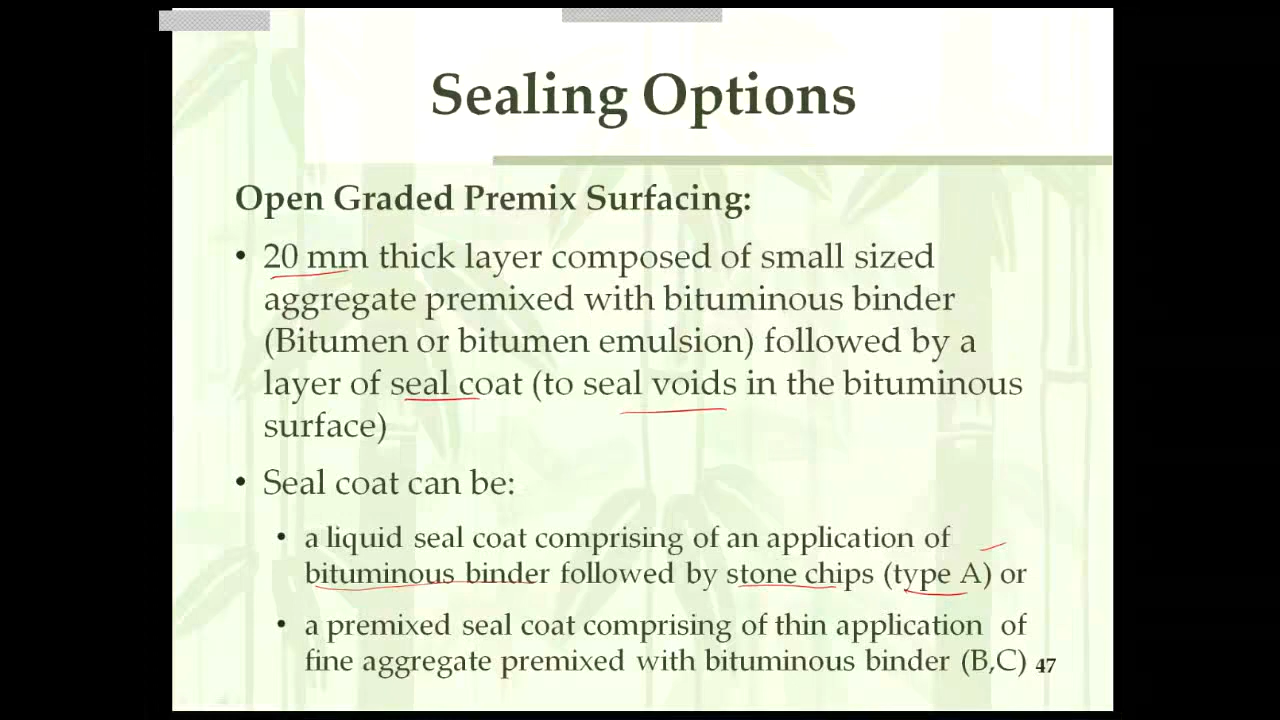 Sealing Options
Open Graded Premix Surfacing:
• 20 mm thick layer composed of small sized
aggregate premixed with bituminous binder
(Bitumen or bitumen emulsion) followed by a
layer of seal coat (to seal voids in the bituminous
surface)
• Seal coat can be:
• a liquid seal coat comprising of an application of
bituminous binder followed by stone chips (type A) or
• a premixed seal coat comprising of thin application of
fine aggregate premixed with bituminous binder (B,C) 47